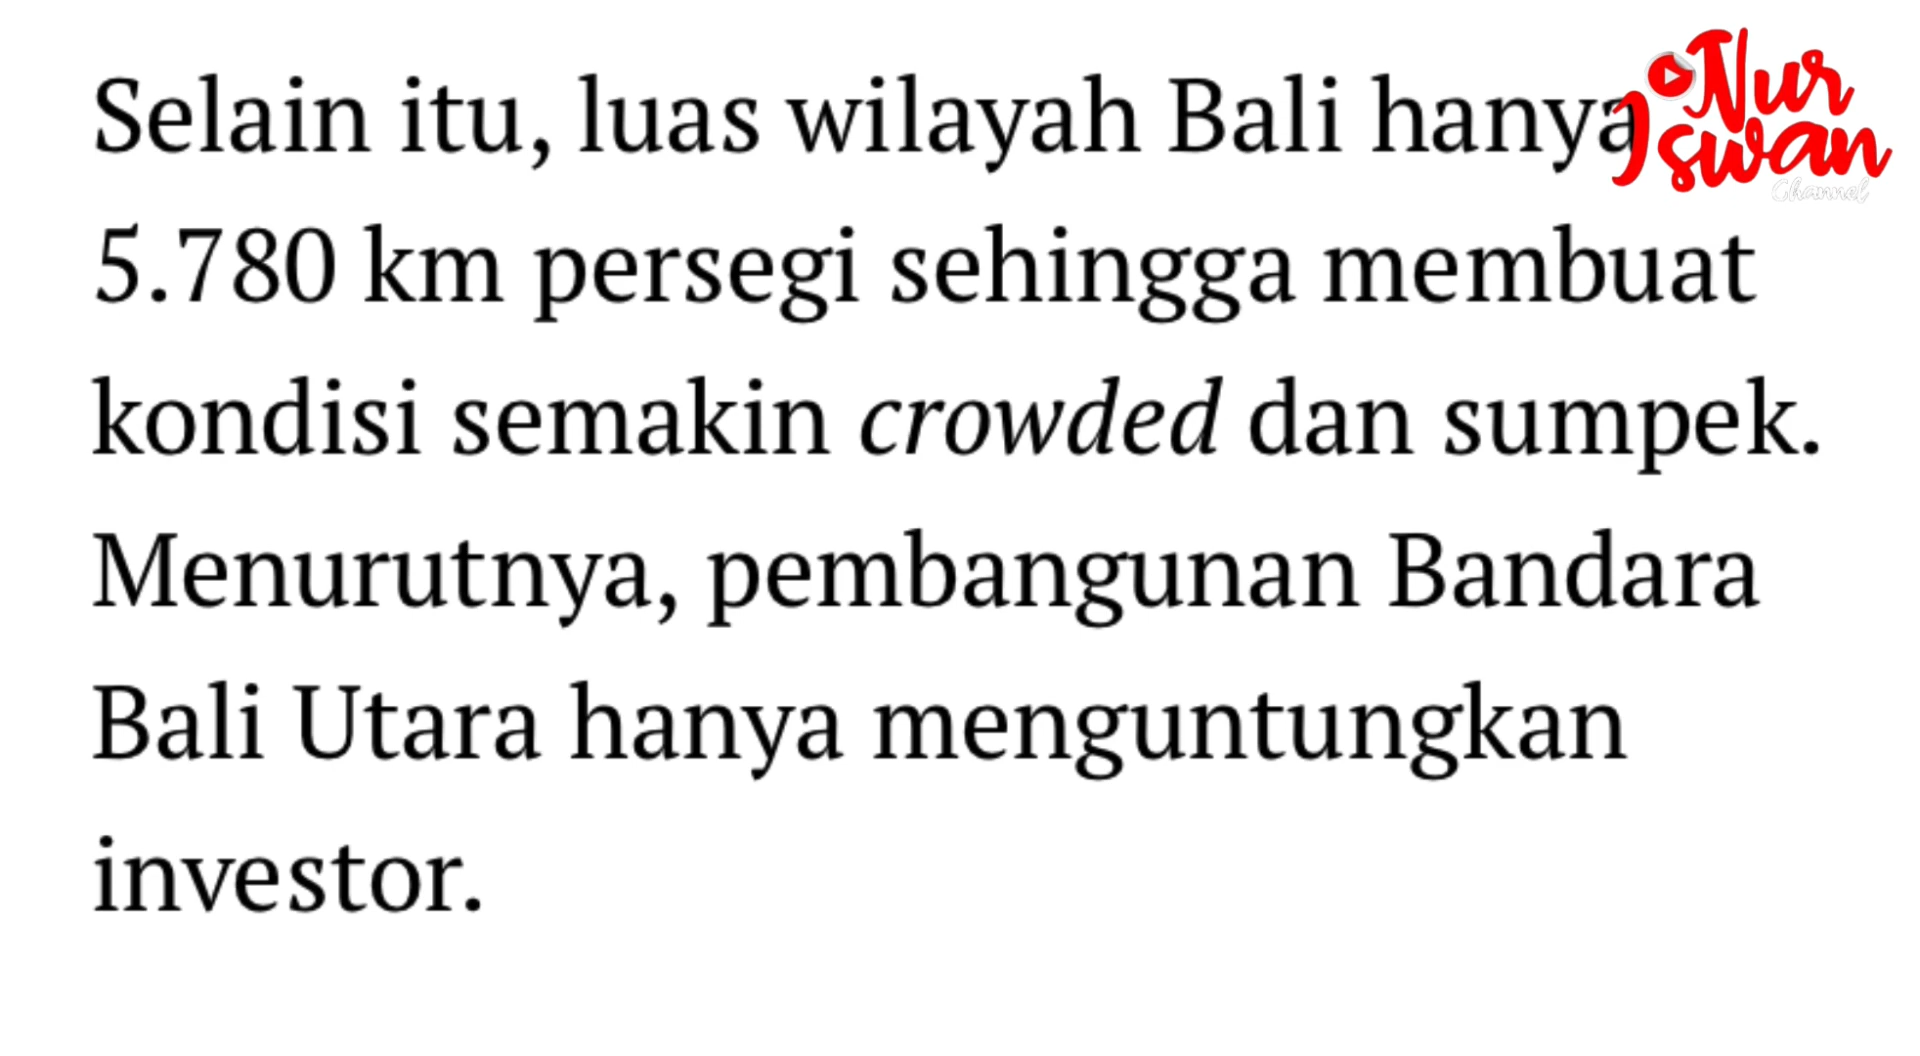 Selain itu, luas wilayah Bali hanya
5.780 km persegi sehingga membuat
kondisi semakin crowded dan sumpek.
Menurutnya, pembangunan Bandara
Bali Utara hanya menguntungkan
investor.
Nur
Iswan
Channel